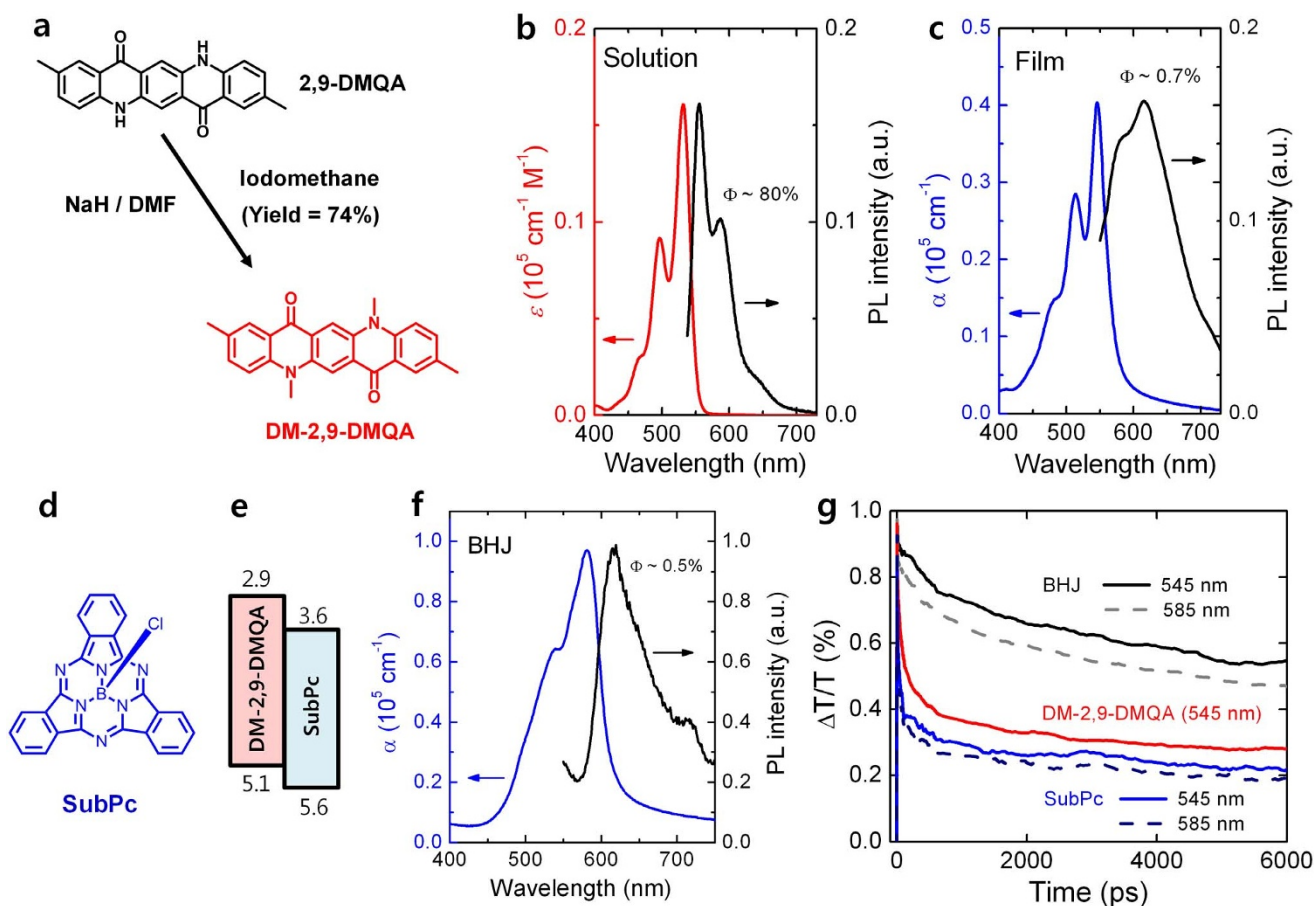 a
O
H
N
2,9-DMQA
N
H
O
NaH / DMF
Iodomethane
(Yield = 74%)
O
N
N
O
DM-2,9-DMQA
b
Solution
Φ ~ 80%
0.2
0.1
0.0
ε (10⁵ cm⁻¹ M⁻¹)
0.2
0.1
0.0
PL intensity (a.u.)
400 500 600 700
Wavelength (nm)
c
Film
Φ ~ 0.7%
0.5
0.4
0.3
0.2
0.1
0.0
α (10⁵ cm⁻¹)
0.2
0.1
0.0
PL intensity (a.u.)
400 500 600 700
Wavelength (nm)
d
Cl
N
N
N
N
B
N
N
SubPc
e
2.9
3.6
DM-2,9-DMQA
SubPc
5.1
5.6
f
BHJ
Φ ~ 0.5%
1.0
0.8
0.6
0.4
0.2
0.0
α (10⁵ cm⁻¹)
1.0
0.8
0.6
0.4
0.2
0.0
PL intensity (a.u.)
400 500 600 700
Wavelength (nm)
g
1.0
0.8
0.6
0.4
0.2
0.0
ΔT/T (%)
BHJ
545 nm
585 nm
DM-2,9-DMQA (545 nm)
SubPc
545 nm
585 nm
0 2000 4000 6000
Time (ps)